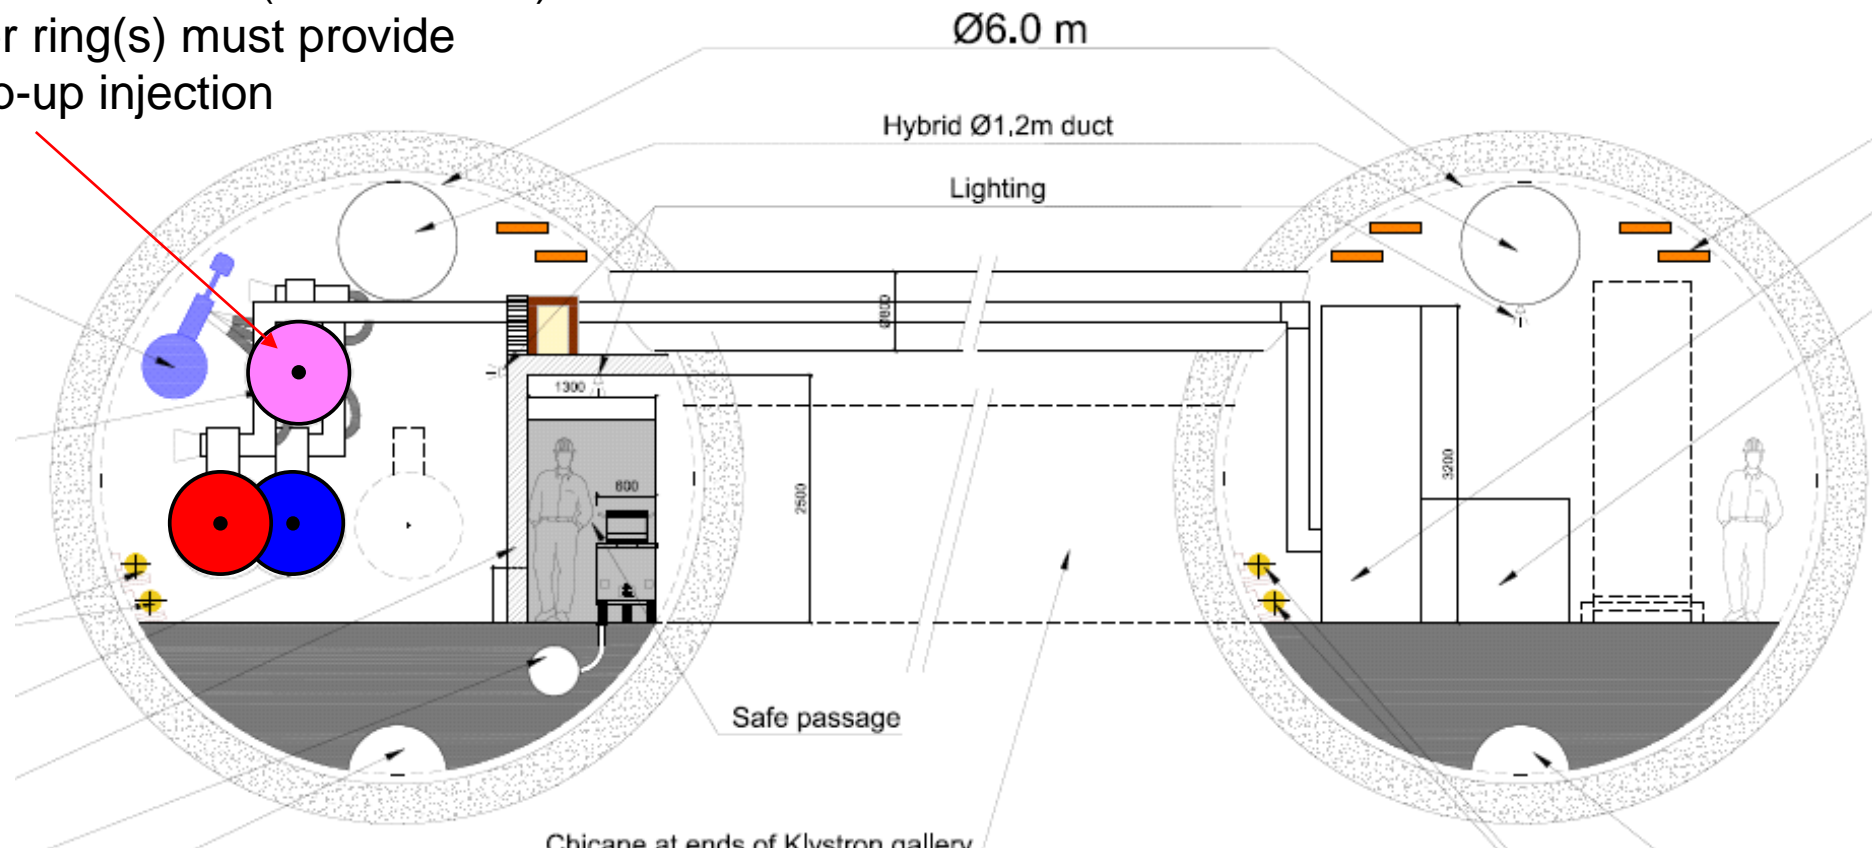 r ring(s) must provide
o-up injection
Ø6.0 m
Hybrid Ø1,2m duct
Lighting
Ø800
1300
600
2500
3200
Safe passage
Chicane at ends of Klystron gallery